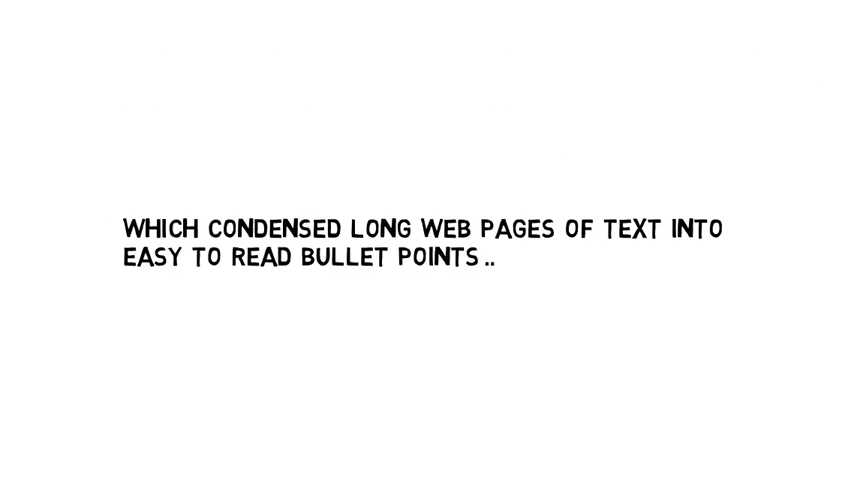 WHICH CONDENSED LONG WEB PAGES OF TEXT INTO
EASY TO READ BULLET POINTS ..